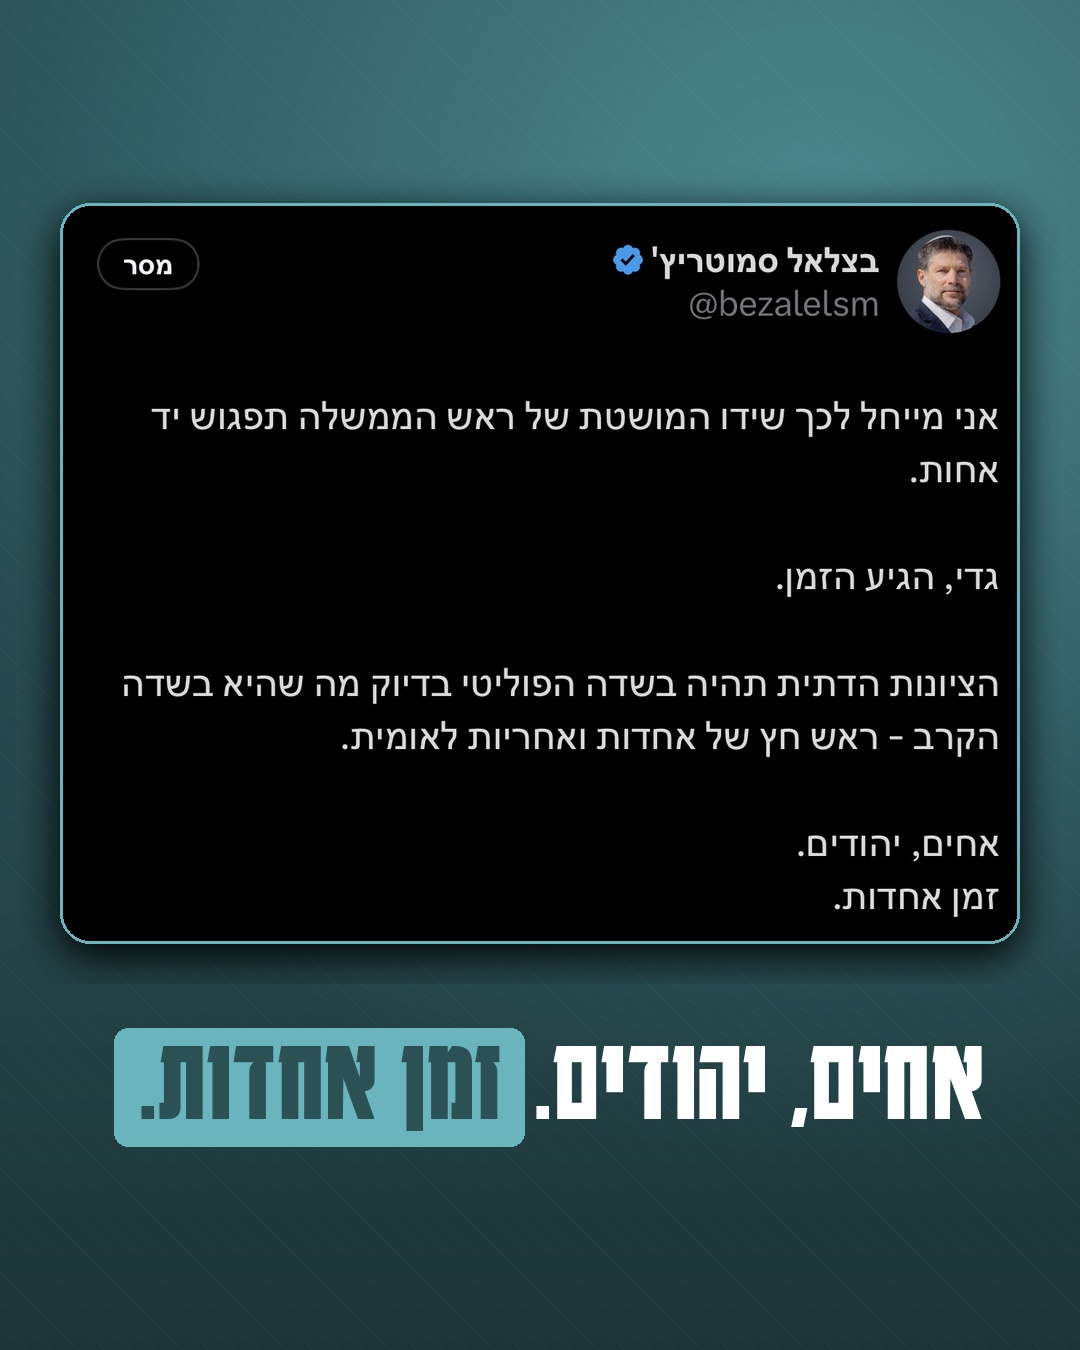 בצלאל סמוטריץ'
@bezalelsm
מסר
אני מייחל לכך שידו המושטת של ראש הממשלה תפגוש יד
אחות.
גדי, הגיע הזמן.
הציונות הדתית תהיה בשדה הפוליטי בדיוק מה שהיא בשדה
הקרב - ראש חץ של אחדות ואחריות לאומית.
אחים, יהודים.
זמן אחדות.
אחים, יהודים. זמן אחדות.